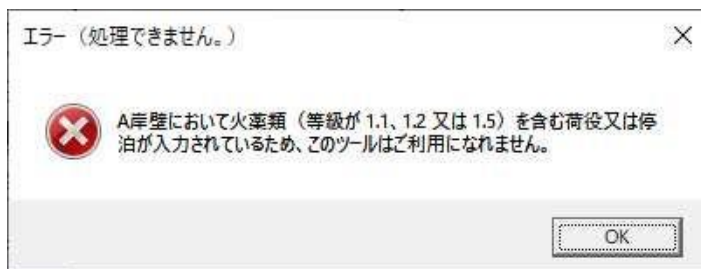 エラー（処理できません。）
A岸壁において火薬類（等級が 1.1、1.2 又は 1.5）を含む荷役又は停
泊が入力されているため、このツールはご利用になれません。
OK